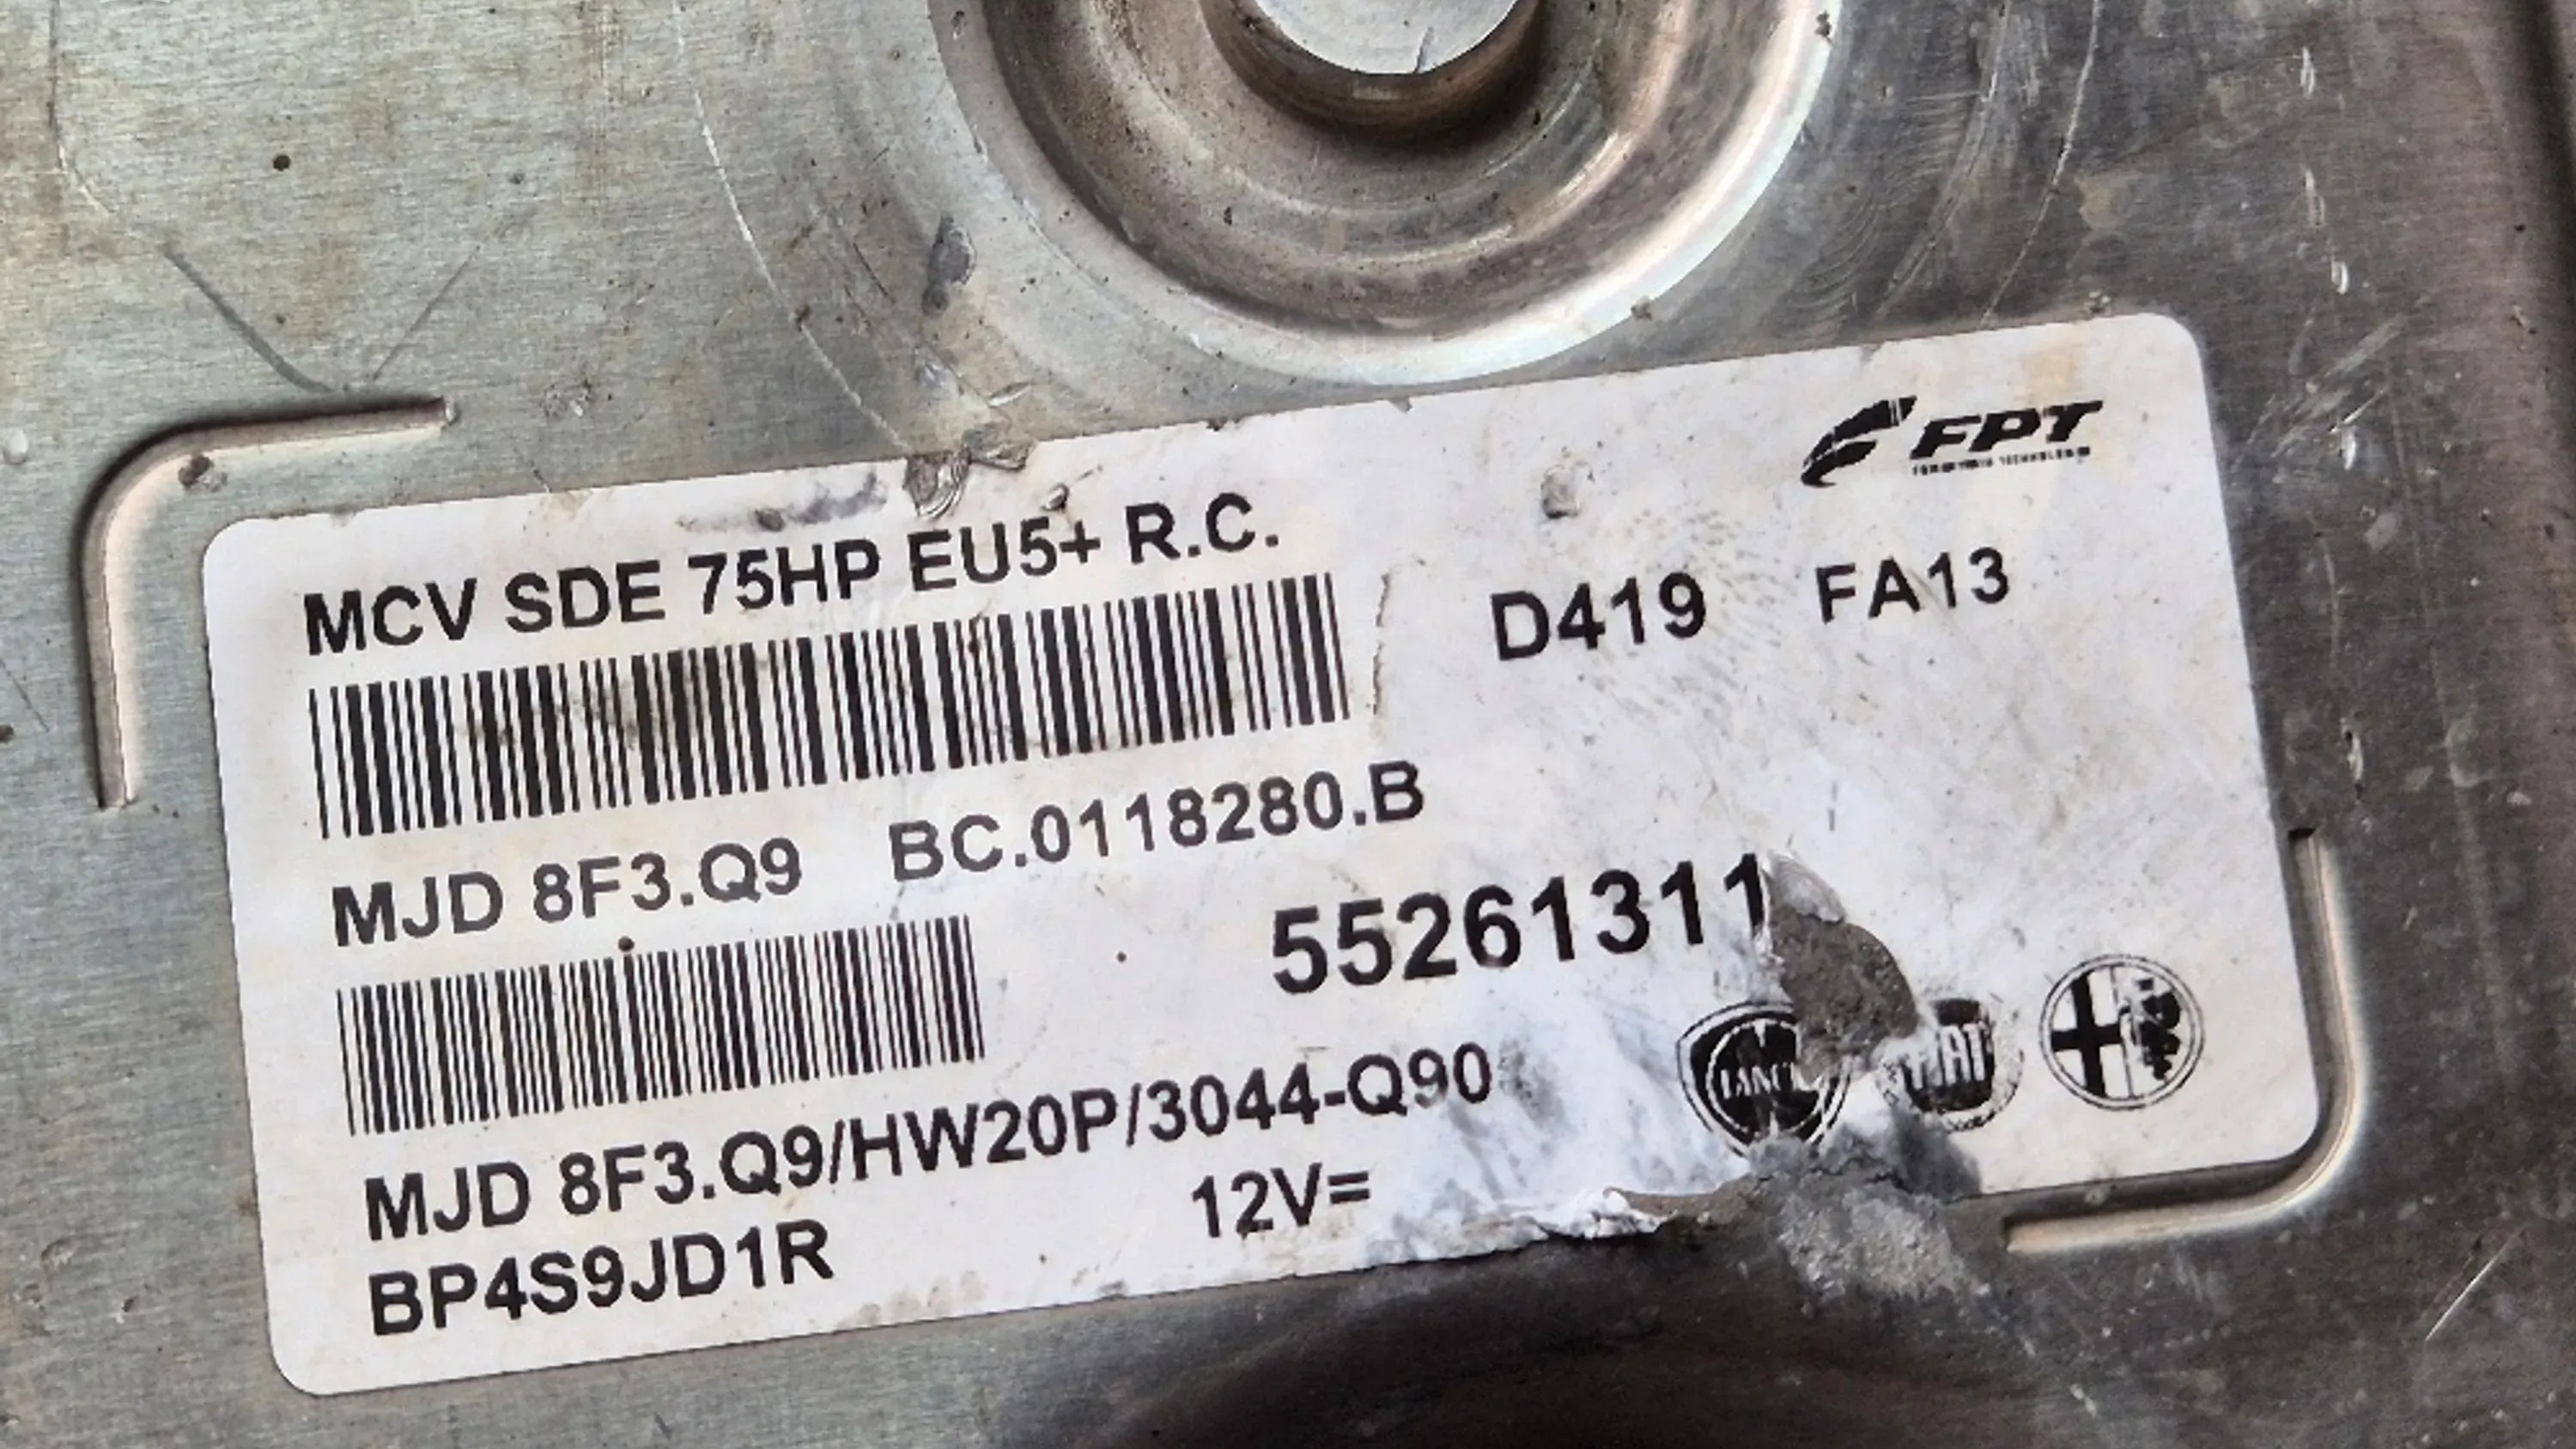 FPT
MCV SDE 75HP EU5+ R.C.
D419 FA13
MJD 8F3.Q9 BC.0118280.B
55261311
FIAT
MJD 8F3.Q9/HW20P/3044-Q90
BP4S9JD1R 12V=